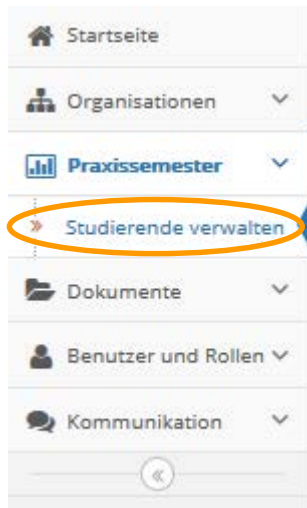 Startseite
Organisationen
Praxissemester
Studierende verwalten
Dokumente
Benutzer und Rollen
Kommunikation